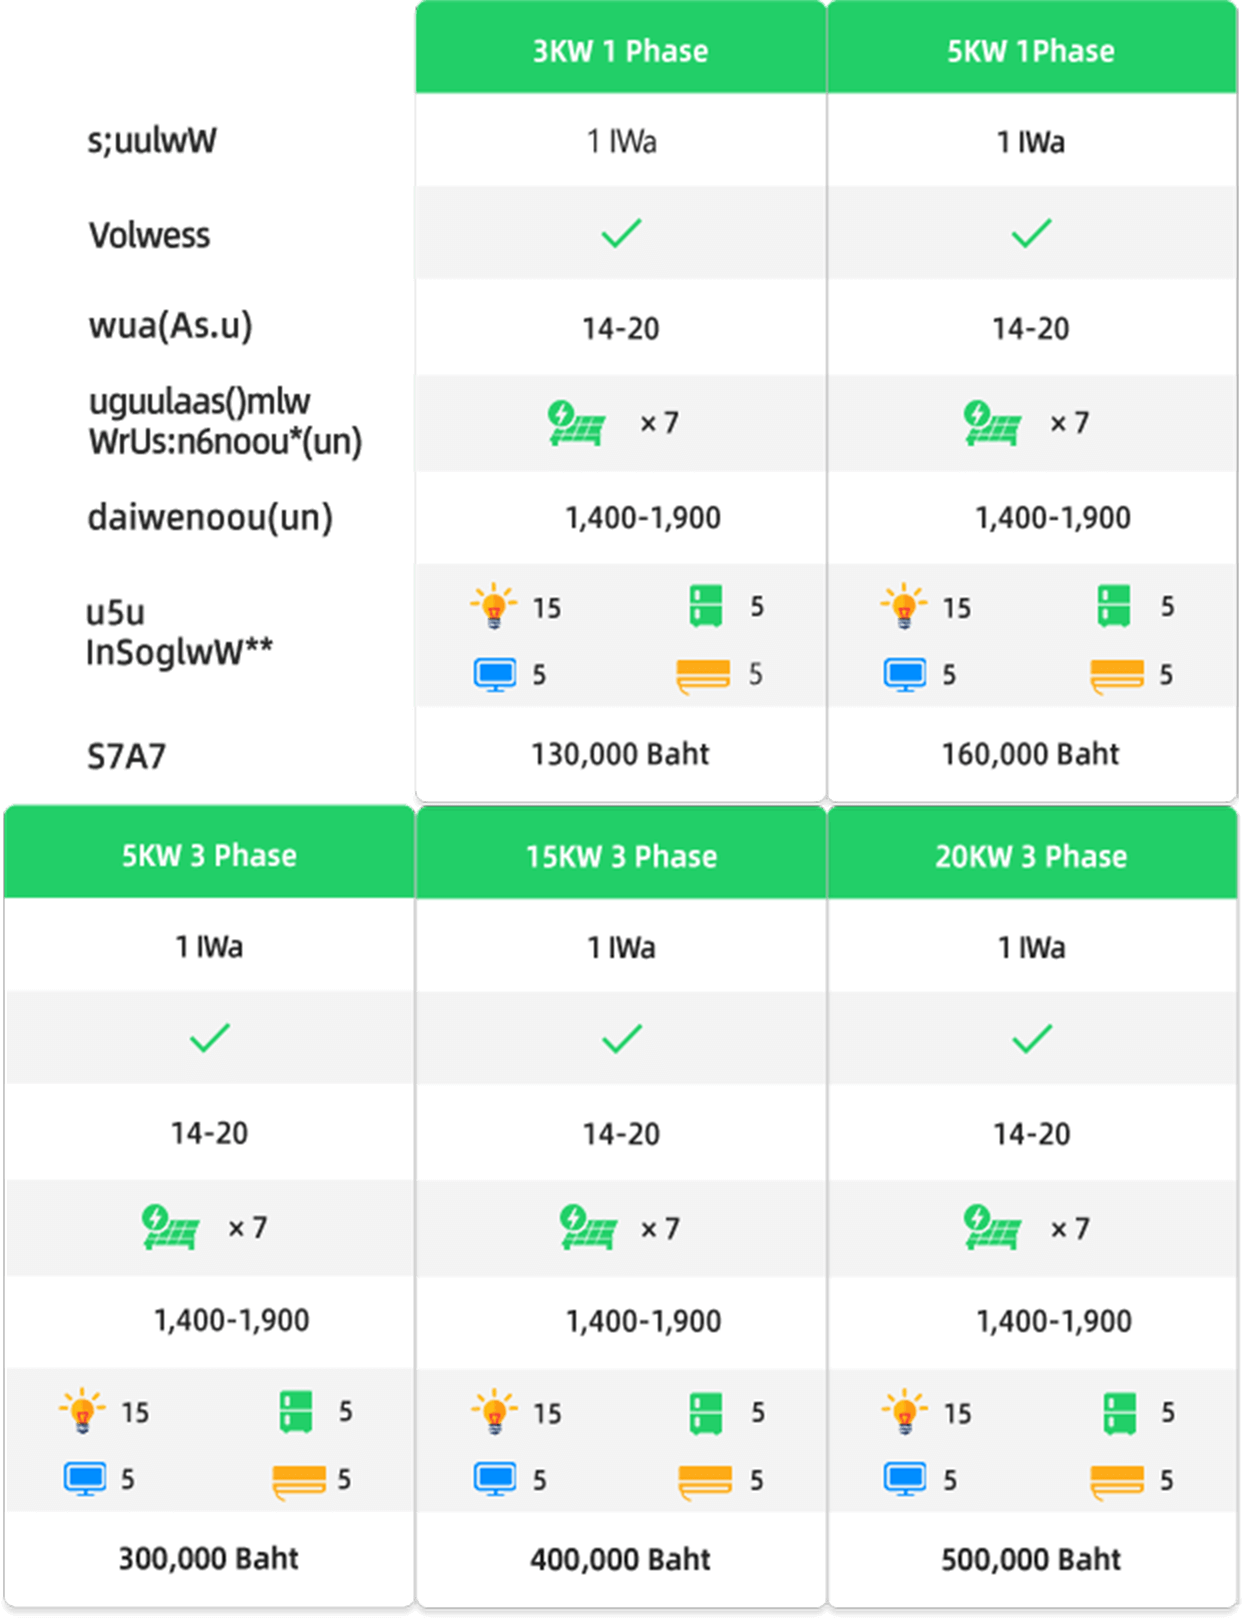 3KW 1 Phase 5KW 1Phase
s;uulwW 1 IWa 1 IWa
Volwess
wua(As.u) 14-20 14-20
uguulaas()mlw
WrUs:n6noou*(un) × 7 × 7
daiwenoou(un) 1,400-1,900 1,400-1,900
15 5 15 5
u5u
InSoglwW**
5 5 5 5
S7A7 130,000 Baht 160,000 Baht
5KW 3 Phase 15KW 3 Phase 20KW 3 Phase
1 IWa 1 IWa 1 IWa
14-20 14-20 14-20
× 7 × 7 × 7
1,400-1,900 1,400-1,900 1,400-1,900
15 5 15 5 15 5
5 5 5 5 5 5
300,000 Baht 400,000 Baht 500,000 Baht